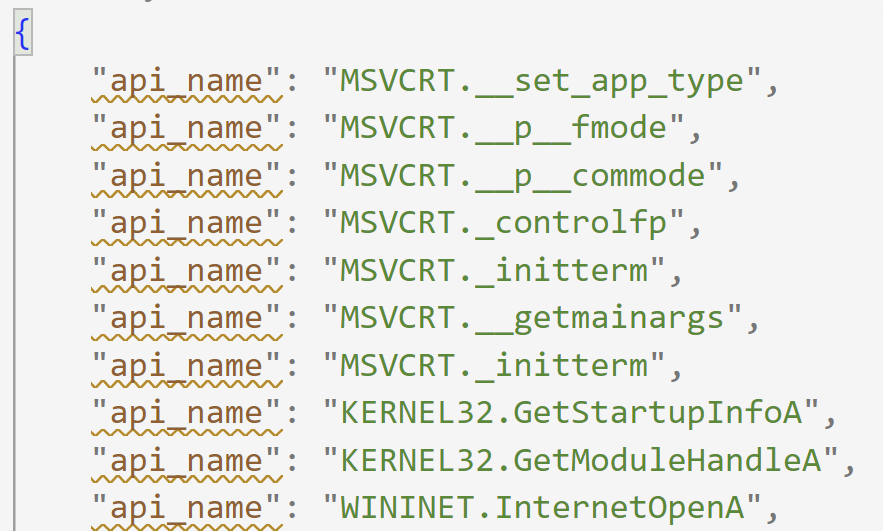 {
"api_name": "MSVCRT.__set_app_type",
"api_name": "MSVCRT.__p__fmode",
"api_name": "MSVCRT.__p__commode",
"api_name": "MSVCRT._controlfp",
"api_name": "MSVCRT._initterm",
"api_name": "MSVCRT.__getmainargs",
"api_name": "MSVCRT._initterm",
"api_name": "KERNEL32.GetStartupInfoA",
"api_name": "KERNEL32.GetModuleHandleA",
"api_name": "WININET.InternetOpenA",